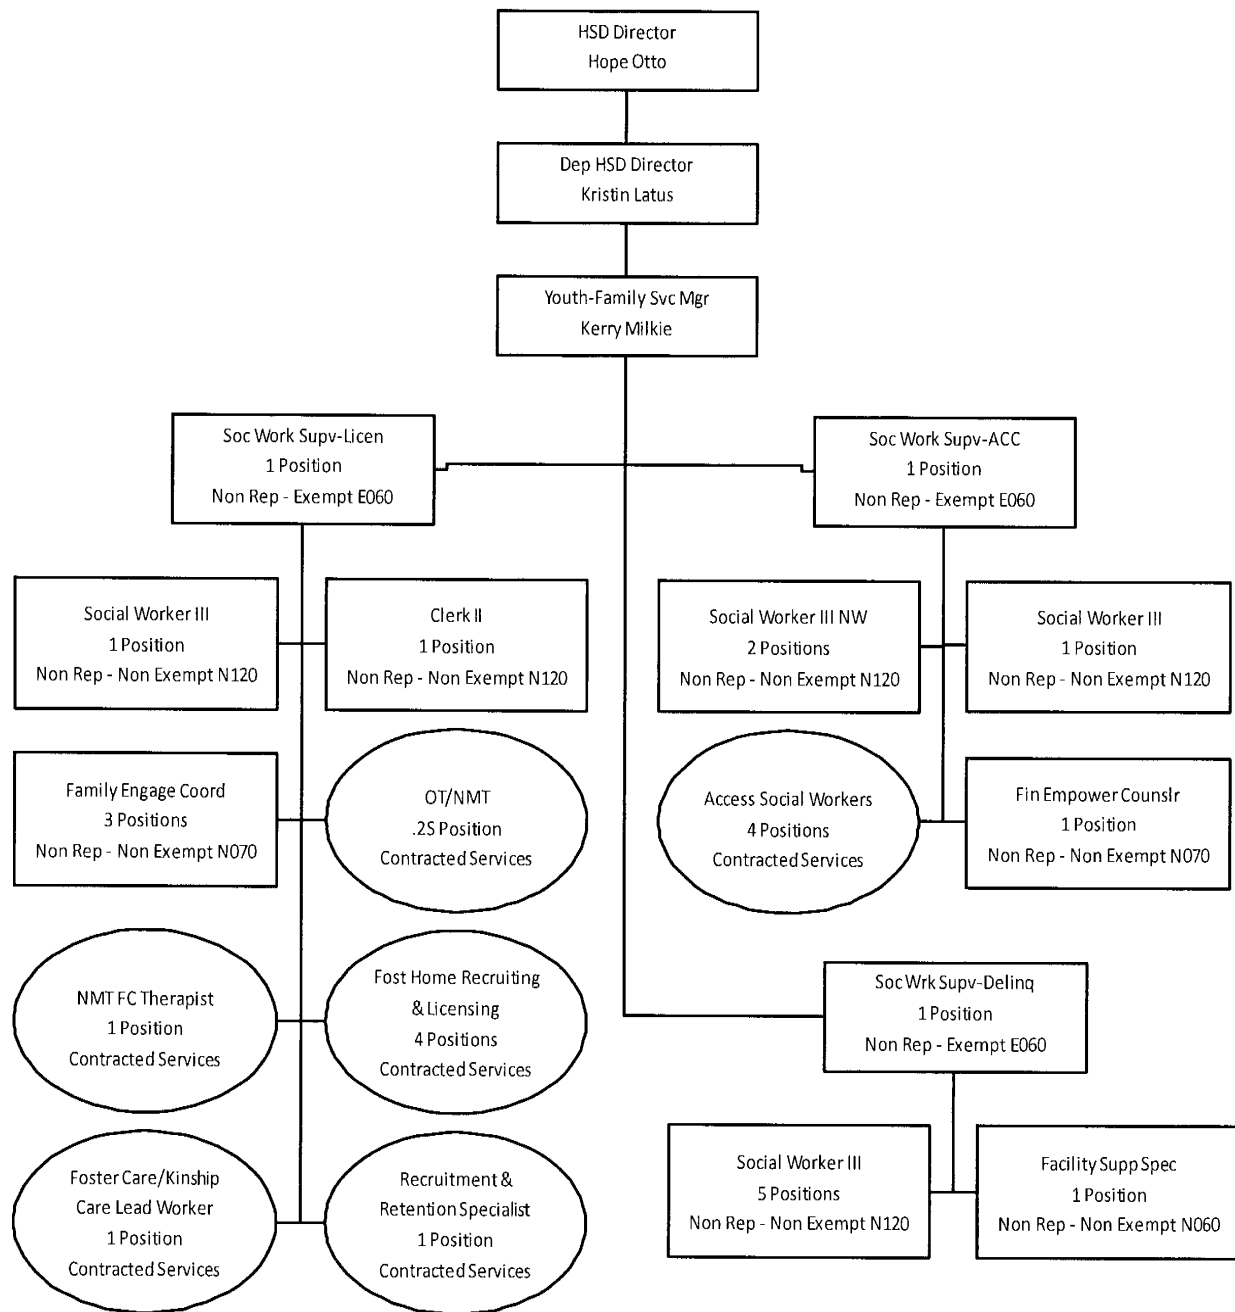 HSD Director
Hope Otto
Dep HSD Director
Kristin Latus
Youth-Family Svc Mgr
Kerry Milkie
Soc Work Supv-Licen
1 Position
Non Rep - Exempt E060
Soc Work Supv-ACC
1 Position
Non Rep - Exempt E060
Social Worker III
1 Position
Non Rep - Non Exempt N120
Clerk II
1 Position
Non Rep - Non Exempt N120
Social Worker III NW
2 Positions
Non Rep - Non Exempt N120
Social Worker III
1 Position
Non Rep - Non Exempt N120
Family Engage Coord
3 Positions
Non Rep - Non Exempt N070
OT/NMT
.2S Position
Contracted Services
Access Social Workers
4 Positions
Contracted Services
Fin Empower Counslr
1 Position
Non Rep - Non Exempt N070
NMT FC Therapist
1 Position
Contracted Services
Fost Home Recruiting
& Licensing
4 Positions
Contracted Services
Soc Wrk Supv-Delinq
1 Position
Non Rep - Exempt E060
Foster Care/Kinship
Care Lead Worker
1 Position
Contracted Services
Recruitment &
Retention Specialist
1 Position
Contracted Services
Social Worker III
5 Positions
Non Rep - Non Exempt N120
Facility Supp Spec
1 Position
Non Rep - Non Exempt N060